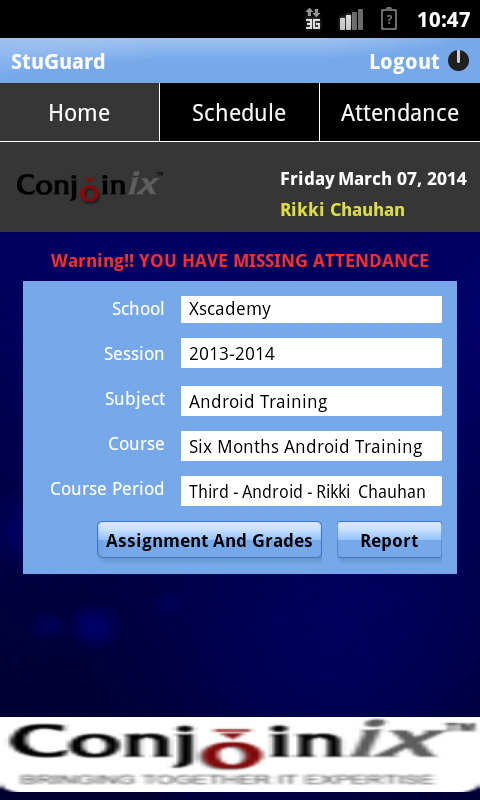 3G 10:47
StuGuard Logout
Home Schedule Attendance
Conjoinix™ Friday March 07, 2014
Rikki Chauhan
Warning!! YOU HAVE MISSING ATTENDANCE
School Xscademy
Session 2013-2014
Subject Android Training
Course Six Months Android Training
Course Period Third - Android - Rikki Chauhan
Assignment And Grades Report
Conjoinix™
BRINGING TOGETHER IT EXPERTISE